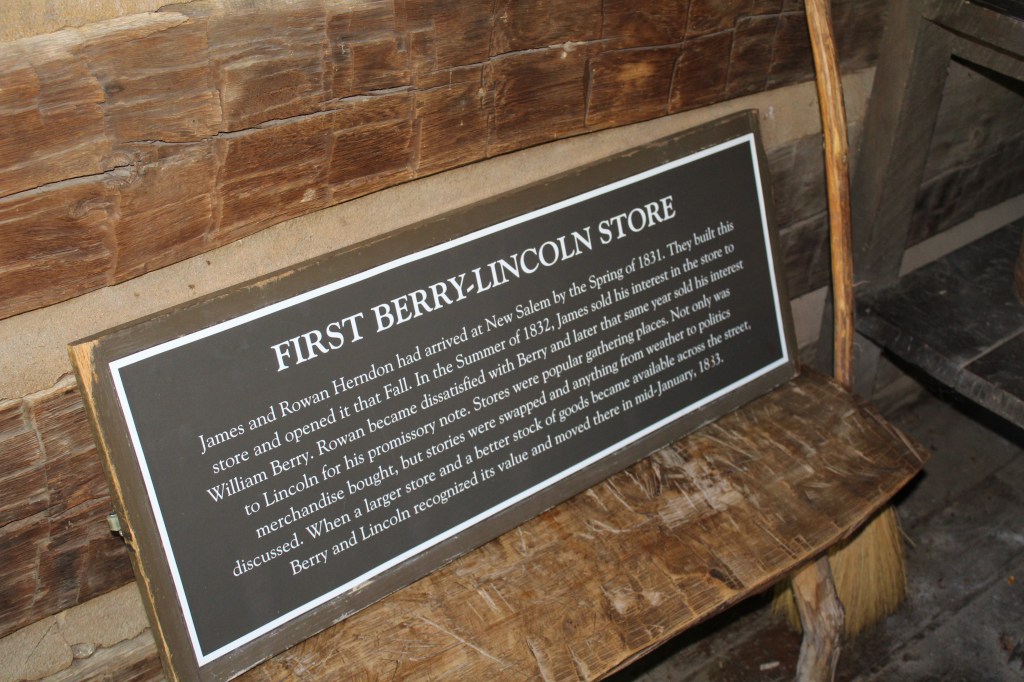 FIRST BERRY-LINCOLN STORE
James and Rowan Herndon had arrived at New Salem by the Spring of 1831. They built this
store and opened it that Fall. In the Summer of 1832, James sold his interest in the store to
William Berry. Rowan became dissatisfied with Berry and later that same year sold his interest
to Lincoln for his promissory note. Stores were popular gathering places. Not only was
merchandise bought, but stories were swapped and anything from weather to politics
discussed. When a larger store and a better stock of goods became available across the street,
Berry and Lincoln recognized its value and moved there in mid-January, 1833.